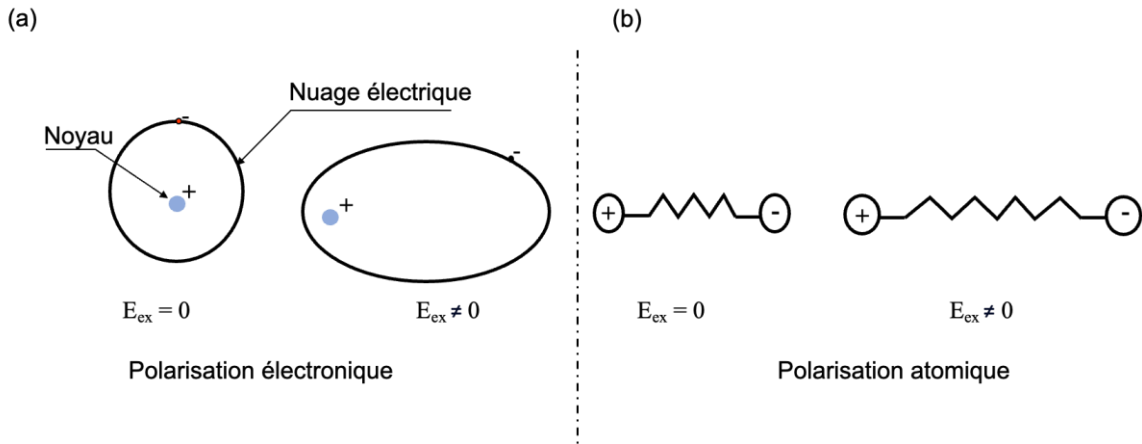 (a)
Nuage électrique
Noyau
-
+
-
+
E_ex = 0
E_ex ≠ 0
Polarisation électronique
(b)
+
-
+
-
E_ex = 0
E_ex ≠ 0
Polarisation atomique